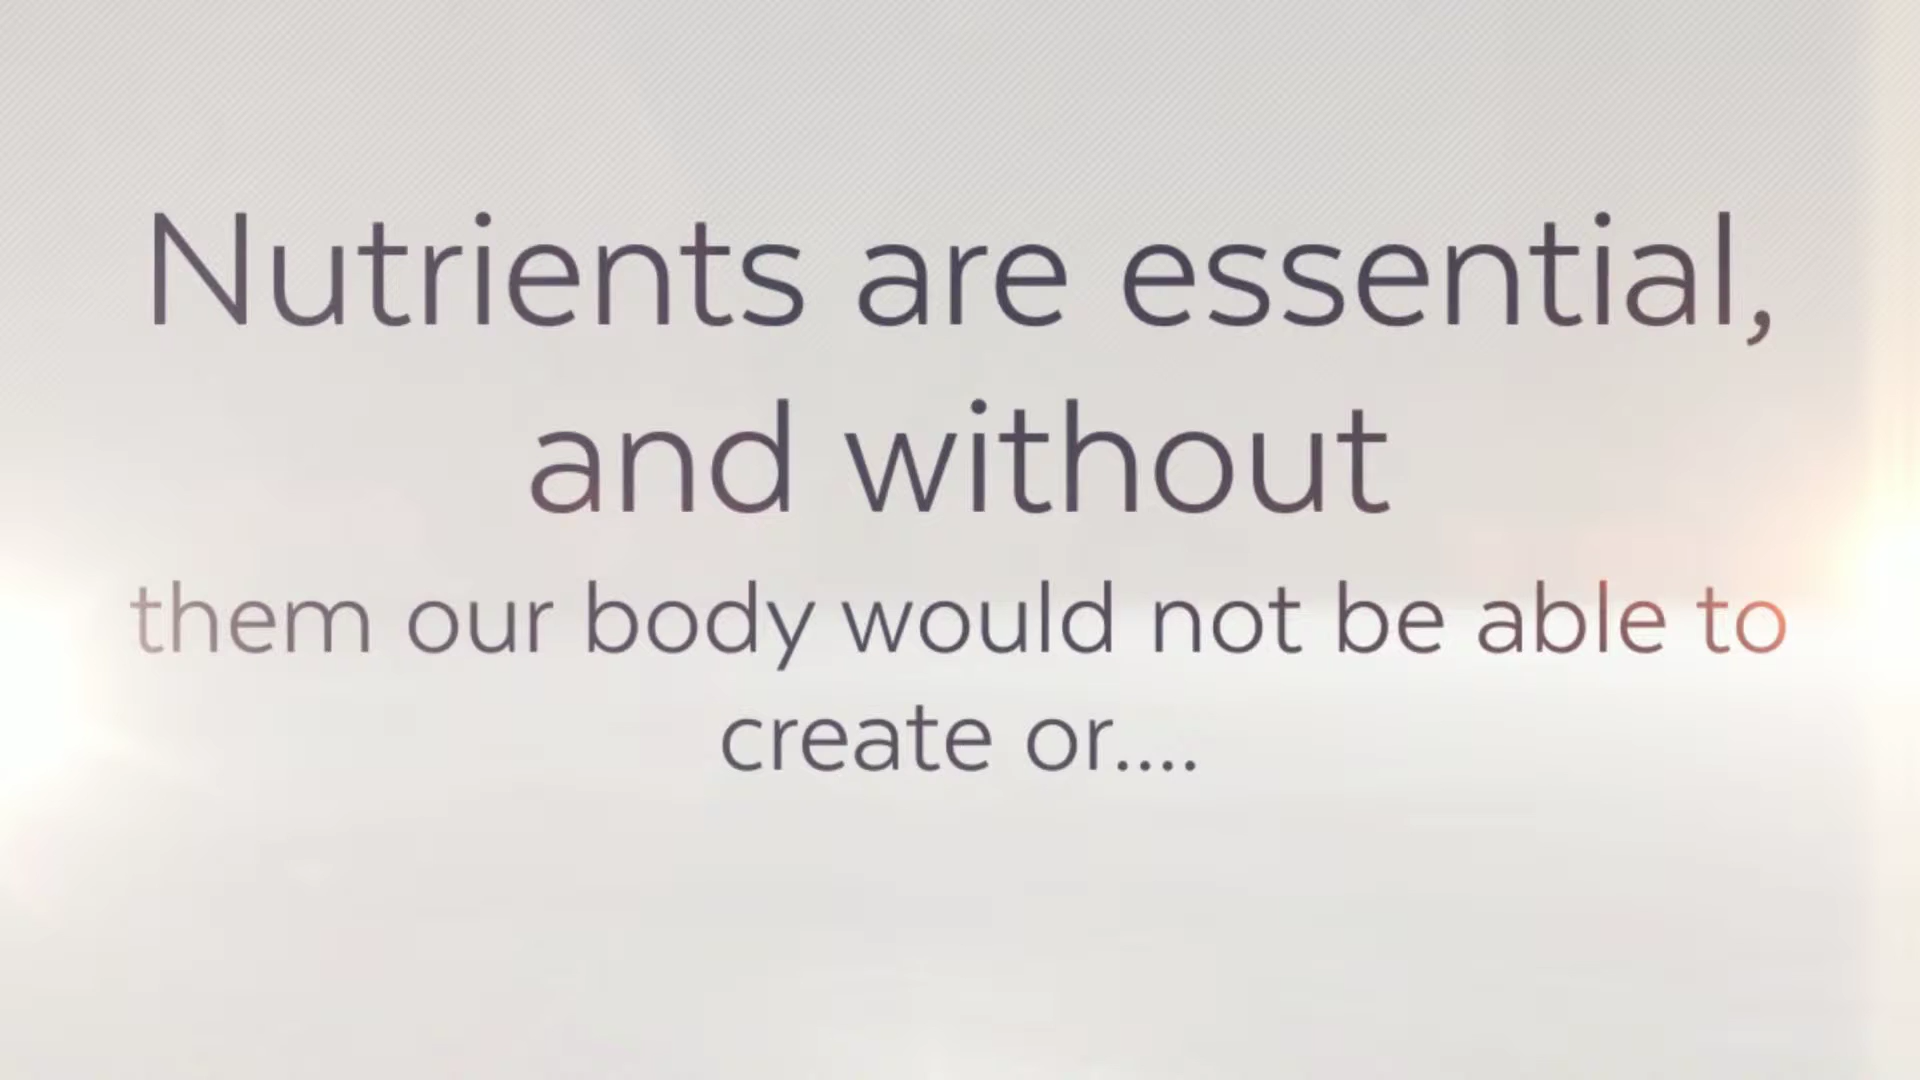 Nutrients are essential,
and without
them our body would not be able to
create or....